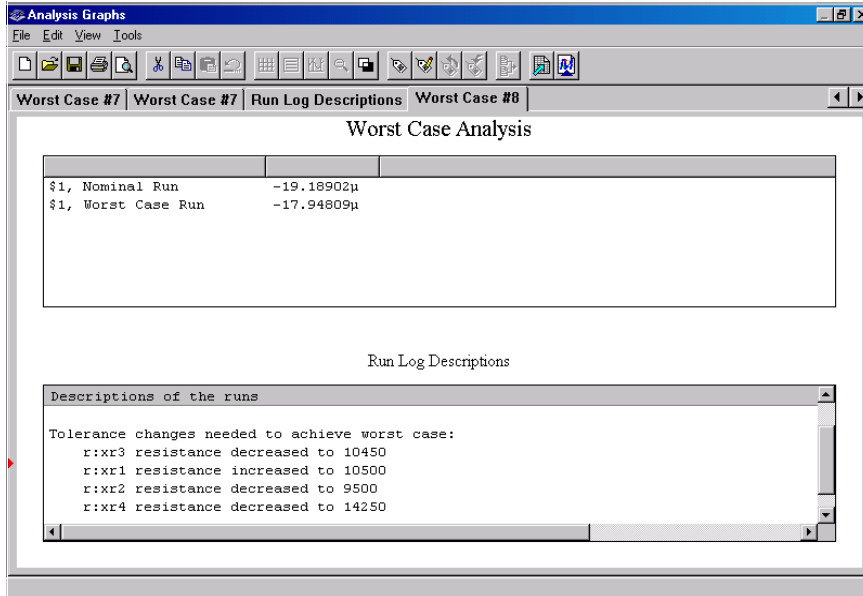 Analysis Graphs
File Edit View Tools
Worst Case #7 Worst Case #7 Run Log Descriptions Worst Case #8
Worst Case Analysis
$1, Nominal Run -19.18902µ
$1, Worst Case Run -17.94809µ
Run Log Descriptions
Descriptions of the runs
Tolerance changes needed to achieve worst case:
r:xr3 resistance decreased to 10450
r:xr1 resistance increased to 10500
r:xr2 resistance decreased to 9500
r:xr4 resistance decreased to 14250